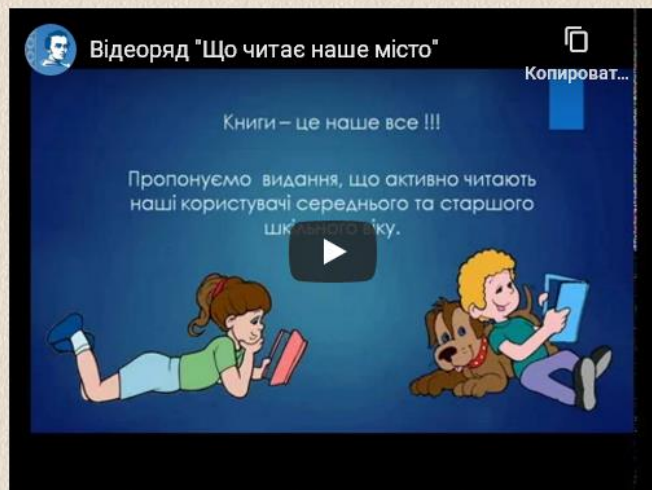 Відеоряд "Що читає наше місто"
Копироват...
Книги – це наше все !!!
Пропонуємо видання, що активно читають
наші користувачі середнього та старшого
шкільного віку.